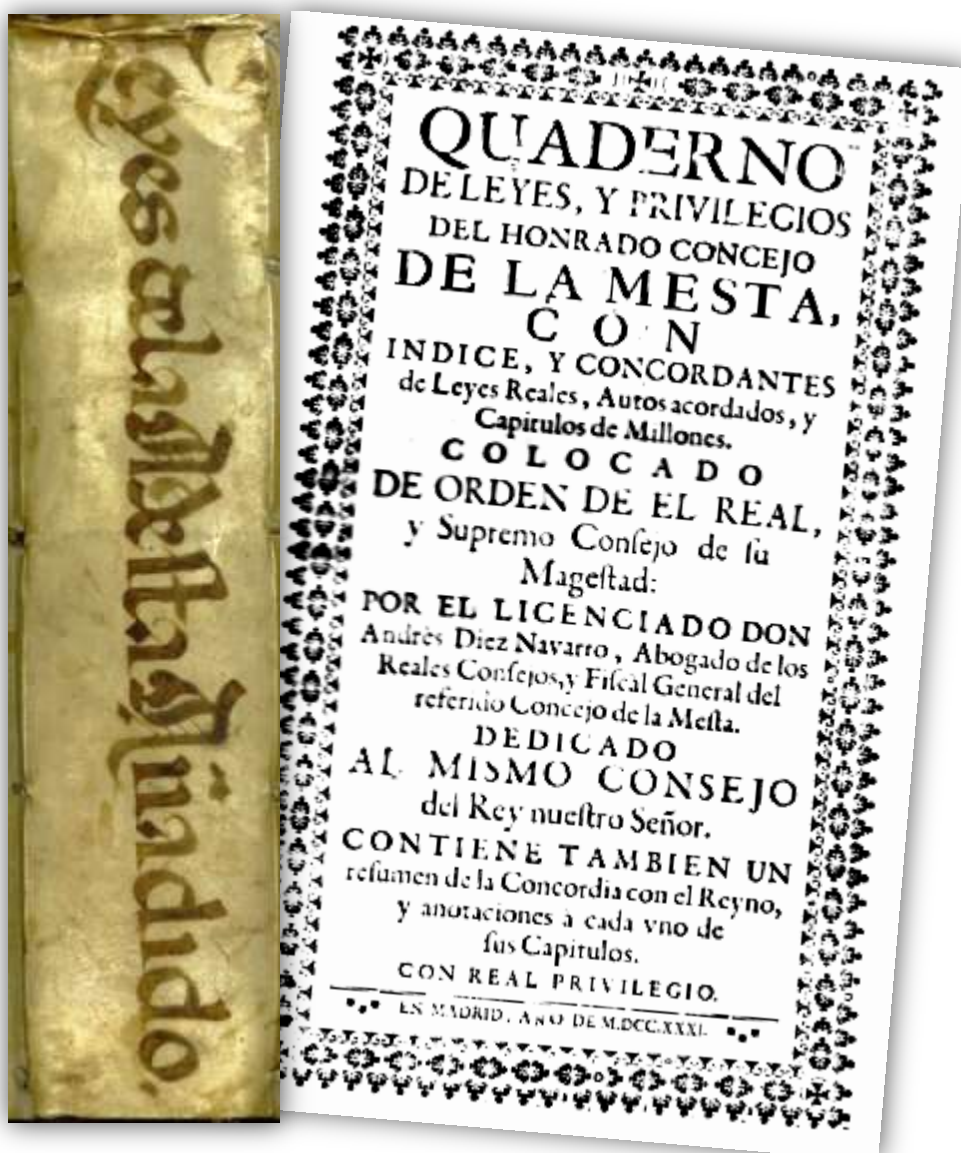 Leyes dela Mesta Añadido.
QUADERNO
DE LEYES, Y PRIVILEGIOS
DEL HONRADO CONCEJO
DE LA MESTA,
CON
INDICE, Y CONCORDANTES
de Leyes Reales, Autos acordados, y
Capitulos de Millones.
COLOCADO
DE ORDEN DE EL REAL,
y Supremo Conſejo de ſu
Mageſtad:
POR EL LICENCIADO DON
Andrès Diez Navarro, Abogado de los
Reales Conſejos, y Fiſcàl General del
referido Concejo de la Meſta.
DEDICADO
AL MISMO CONSEJO
del Rey nueſtro Señor.
CONTIENE TAMBIEN UN
reſumen de la Concordia con el Reyno,
y anotaciones à cada vno de
ſus Capitulos.
CON REAL PRIVILEGIO.
EN MADRID, AÑO DE M.DCC.XXXI.